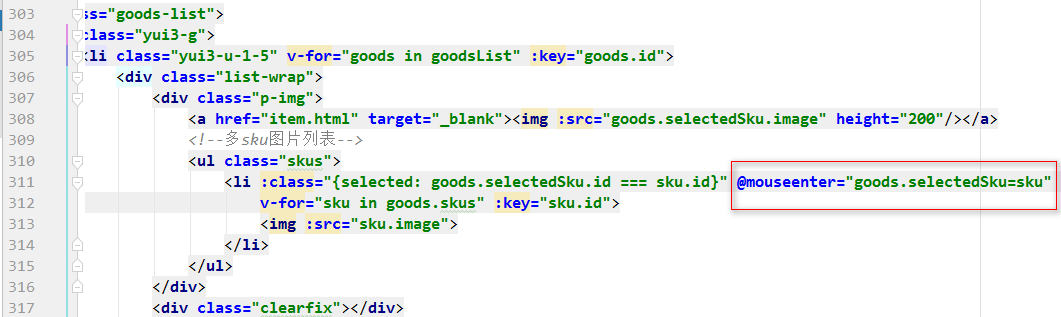 303 ss="goods-list">
304 class="yui3-g">
305 <li class="yui3-u-1-5" v-for="goods in goodsList" :key="goods.id">
306 <div class="list-wrap">
307 <div class="p-img">
308 <a href="item.html" target="_blank"><img :src="goods.selectedSku.image" height="200"/></a>
309 <!--多sku图片列表-->
310 <ul class="skus">
311 <li :class="{selected: goods.selectedSku.id === sku.id}" @mouseenter="goods.selectedSku=sku"
312 v-for="sku in goods.skus" :key="sku.id">
313 <img :src="sku.image">
314 </li>
315 </ul>
316 </div>
317 <div class="clearfix"></div>